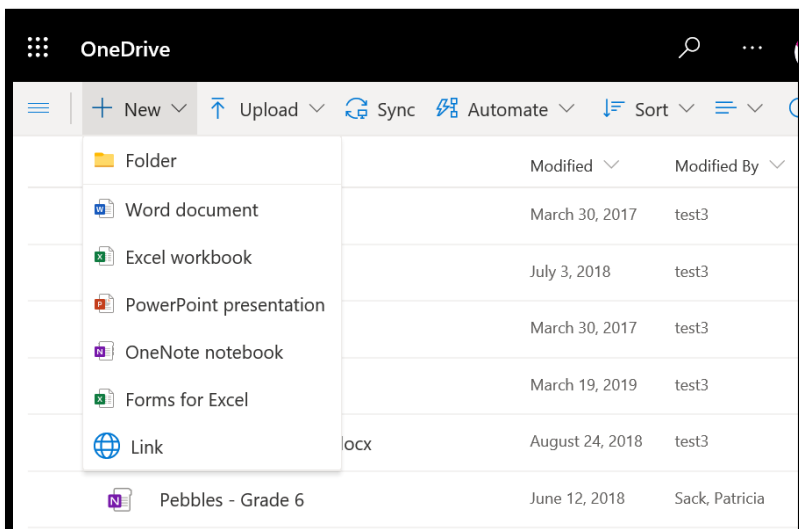 OneDrive
New Upload Sync Automate Sort
Folder
Modified Modified By
Word document
March 30, 2017 test3
Excel workbook
July 3, 2018 test3
PowerPoint presentation
March 30, 2017 test3
OneNote notebook
March 19, 2019 test3
Forms for Excel
Link
ocx August 24, 2018 test3
Pebbles - Grade 6 June 12, 2018 Sack, Patricia